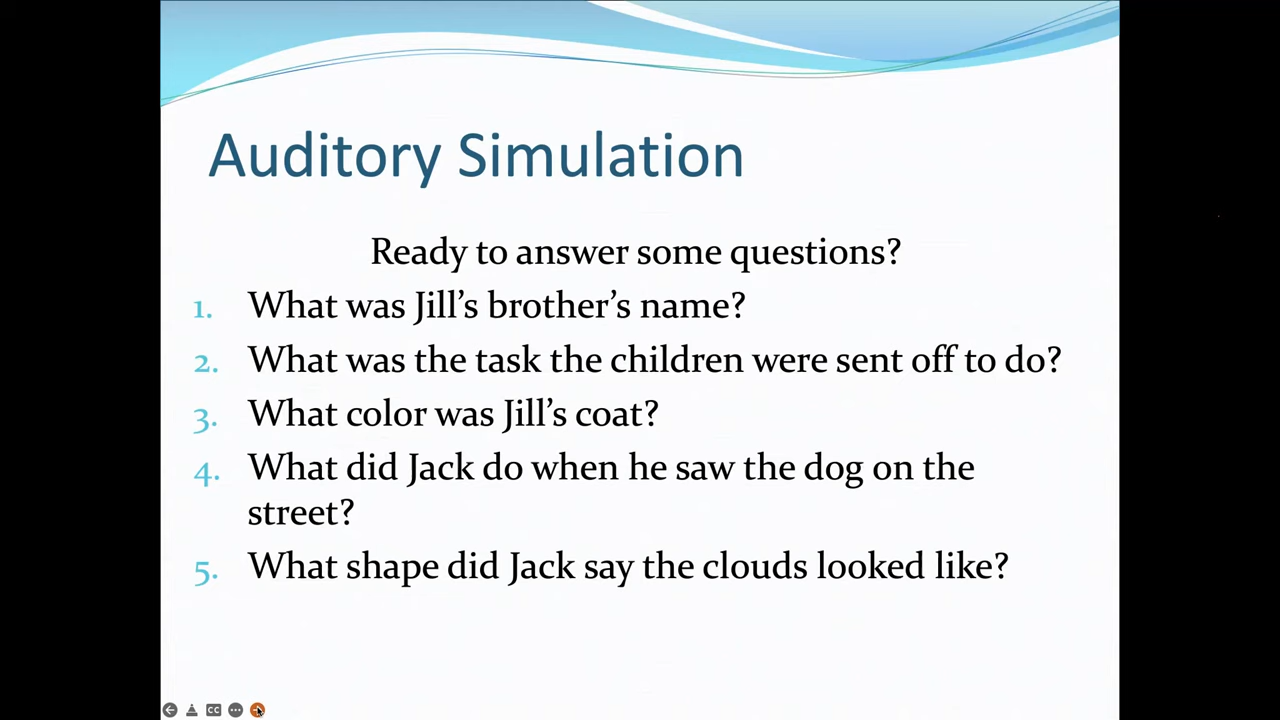 Auditory Simulation
Ready to answer some questions?
1. What was Jill’s brother’s name?
2. What was the task the children were sent off to do?
3. What color was Jill’s coat?
4. What did Jack do when he saw the dog on the
street?
5. What shape did Jack say the clouds looked like?
CC